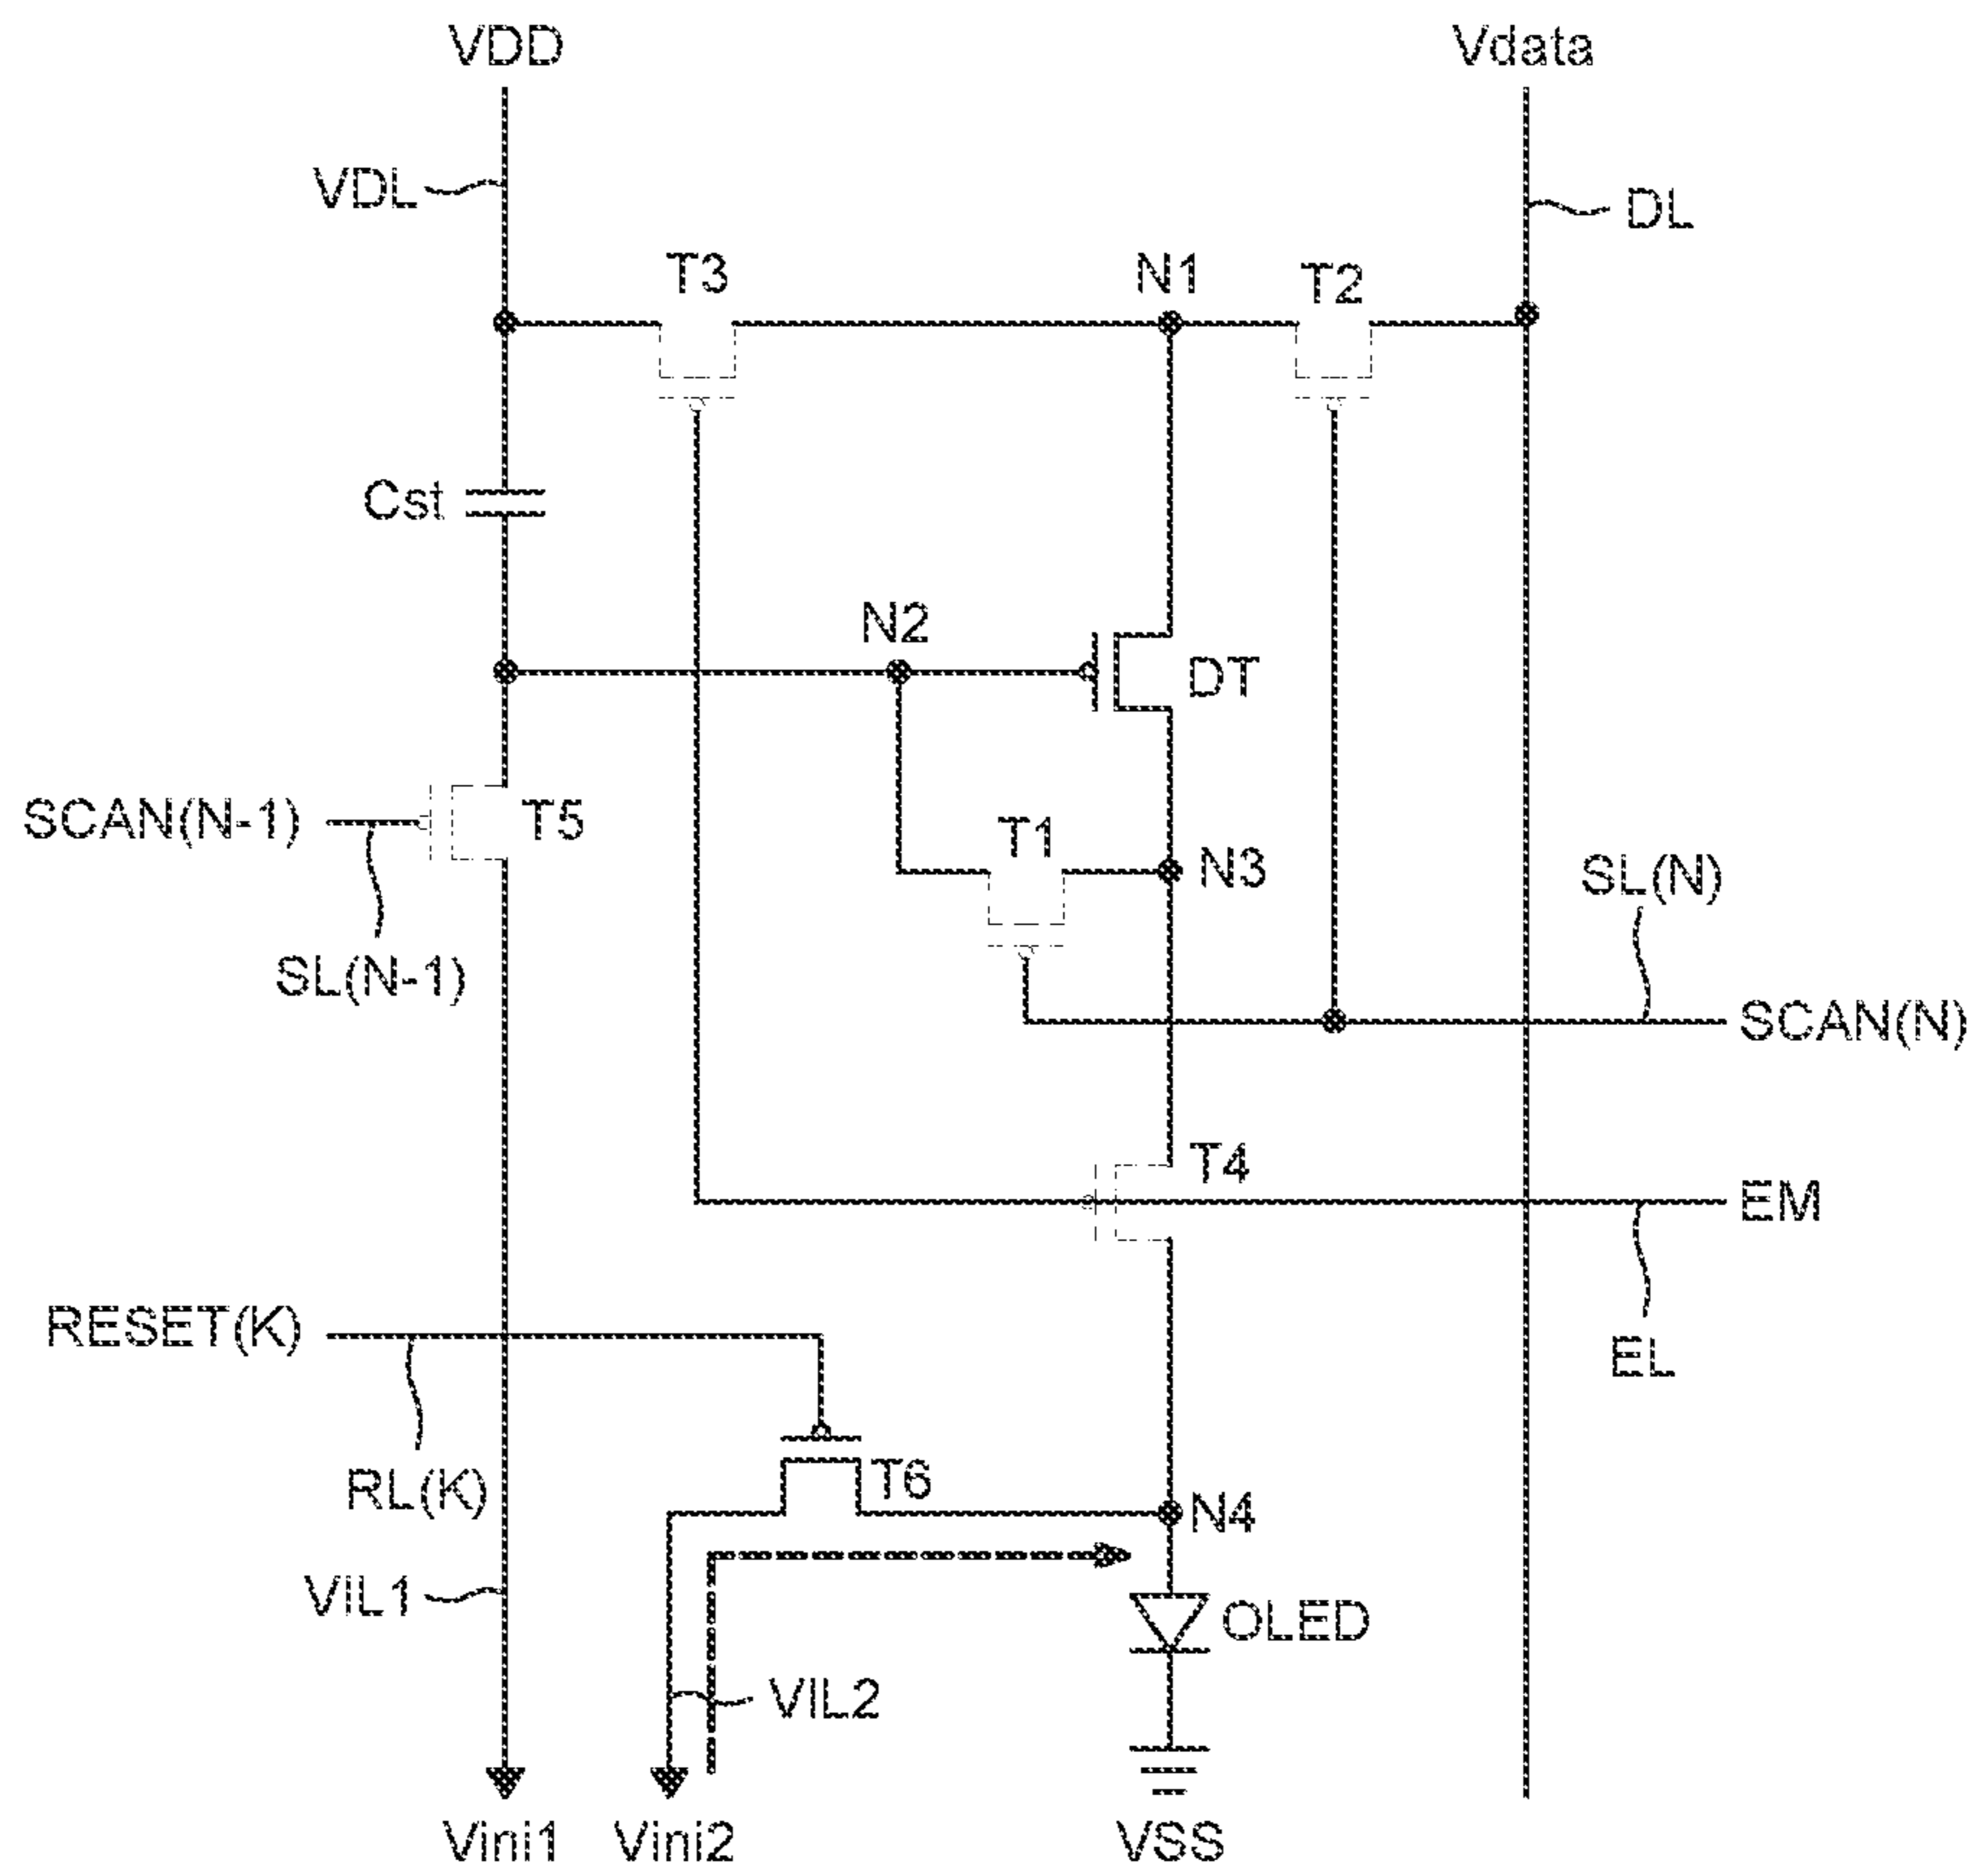 VDD
Vdata
VDL
DL
T3
N1
T2
Cst
N2
DT
SCAN(N-1)
T5
T1
N3
SL(N)
SL(N-1)
SCAN(N)
T4
EM
RESET(K)
EL
RL(K)
T6
N4
VIL1
OLED
VIL2
Vini1
Vini2
VSS